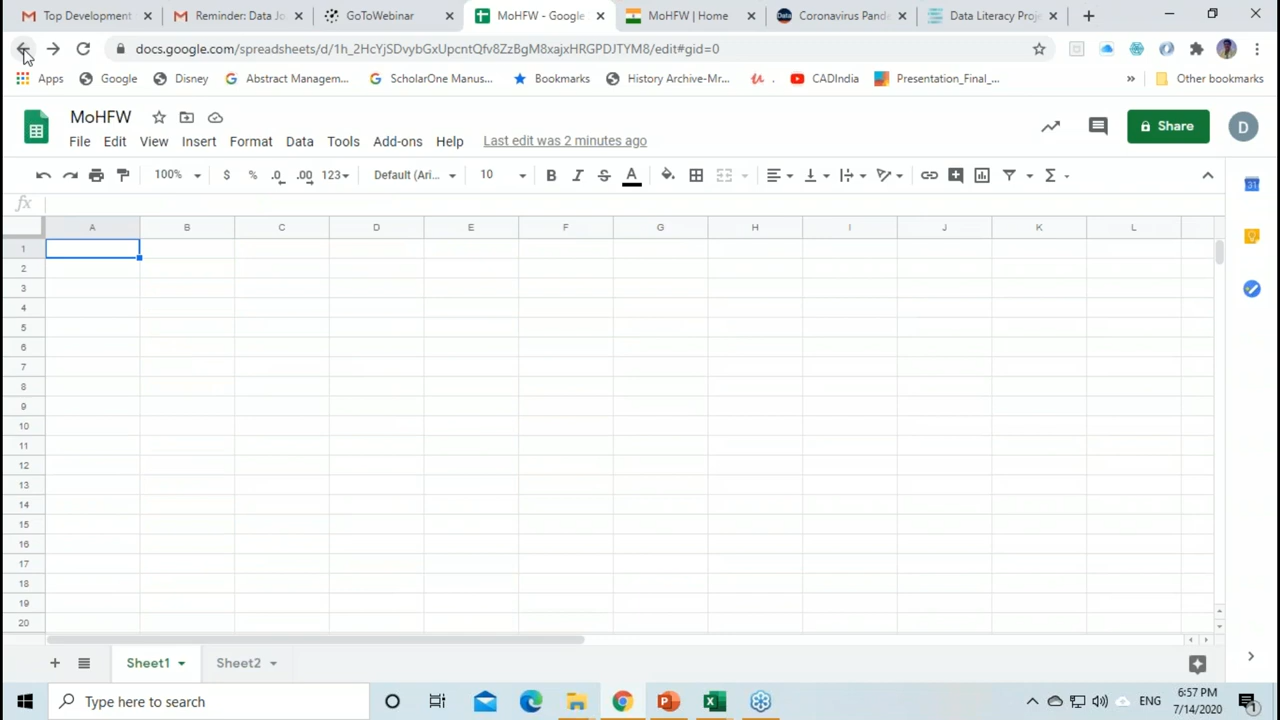 Top Development
Reminder: Data Jo
GoToWebinar
MoHFW - Google
MoHFW | Home
Coronavirus Pand
Data Literacy Proj
docs.google.com/spreadsheets/d/1h_2HcYjSDvybGxUpcntQfv8ZzBgM8xajxHRGPDJTYM8/edit#gid=0
Apps Google Disney Abstract Managem... ScholarOne Manus... Bookmarks History Archive-Mr... CADIndia Presentation_Final_... » Other bookmarks
MoHFW
Share
D
File Edit View Insert Format Data Tools Add-ons Help Last edit was 2 minutes ago
100% $ % .0 .00 123 Default (Ari... 10 B I S A Σ
fx
A B C D E F G H I J K L
1
2
3
4
5
6
7
8
9
10
11
12
13
14
15
16
17
18
19
20
Sheet1 Sheet2
Type here to search
ENG
6:57 PM
7/14/2020